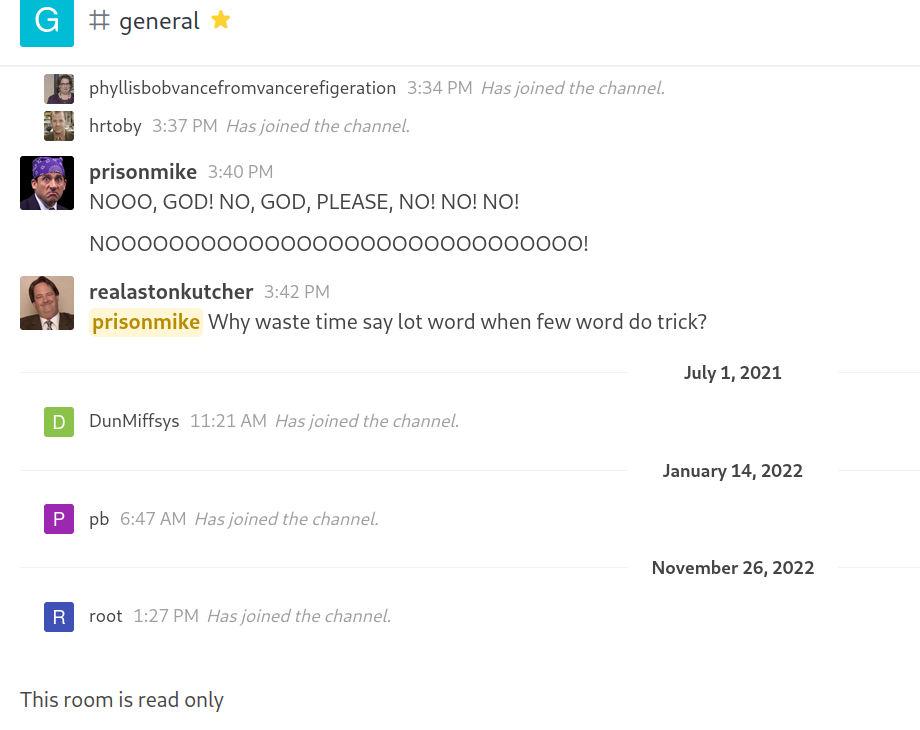 G # general
phyllisbobvancefromvancerefigeration 3:34 PM Has joined the channel.
hrtoby 3:37 PM Has joined the channel.
prisonmike 3:40 PM
NOOO, GOD! NO, GOD, PLEASE, NO! NO! NO!
NOOOOOOOOOOOOOOOOOOOOOOOOOOOOOO!
realastonkutcher 3:42 PM
prisonmike Why waste time say lot word when few word do trick?
July 1, 2021
D DunMiffsys 11:21 AM Has joined the channel.
January 14, 2022
P pb 6:47 AM Has joined the channel.
November 26, 2022
R root 1:27 PM Has joined the channel.
This room is read only